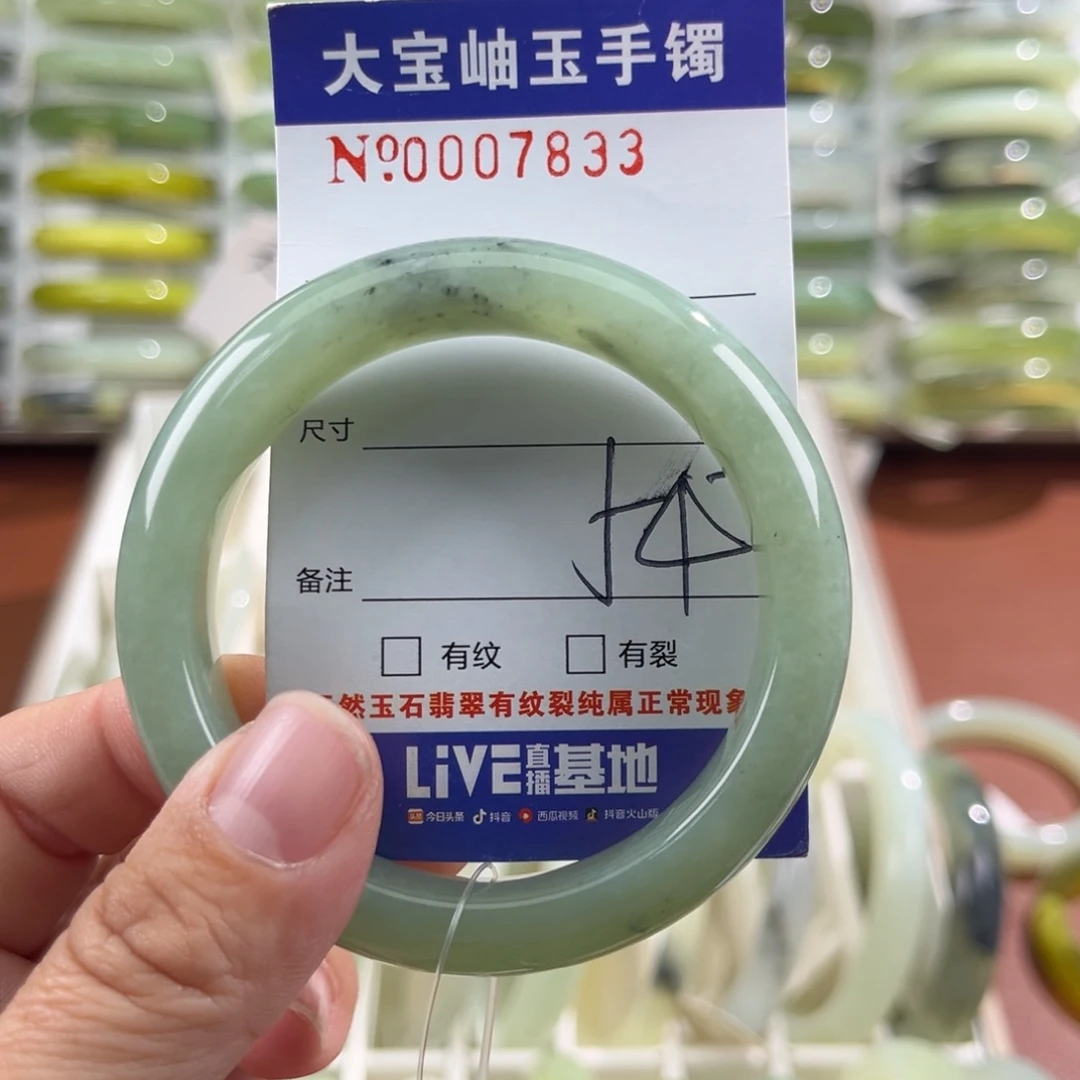 大宝岫玉手镯
Nº0007833
尺寸
备注
有纹 有裂
然玉石翡翠有纹裂纯属正常现象
LiVE直播基地
今日头条 抖音 西瓜视频 抖音火山版